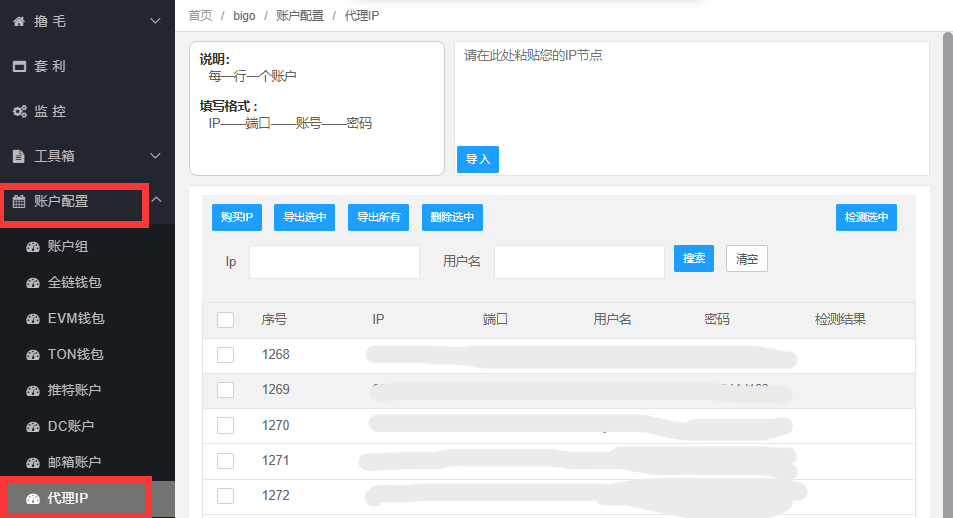 撸 毛
套 利
监 控
工具箱
账户配置
账户组
全链钱包
EVM钱包
TON钱包
推特账户
DC账户
邮箱账户
代理IP
首页 / bigo / 账户配置 / 代理IP
说明：
每一行一个账户
填写格式：
IP——端口——账号——密码
请在此处粘贴您的IP节点
导 入
购买IP 导出选中 导出所有 删除选中 检测选中
Ip 用户名 搜索 清空
序号 IP 端口 用户名 密码 检测结果
1268
1269
1270
1271
1272